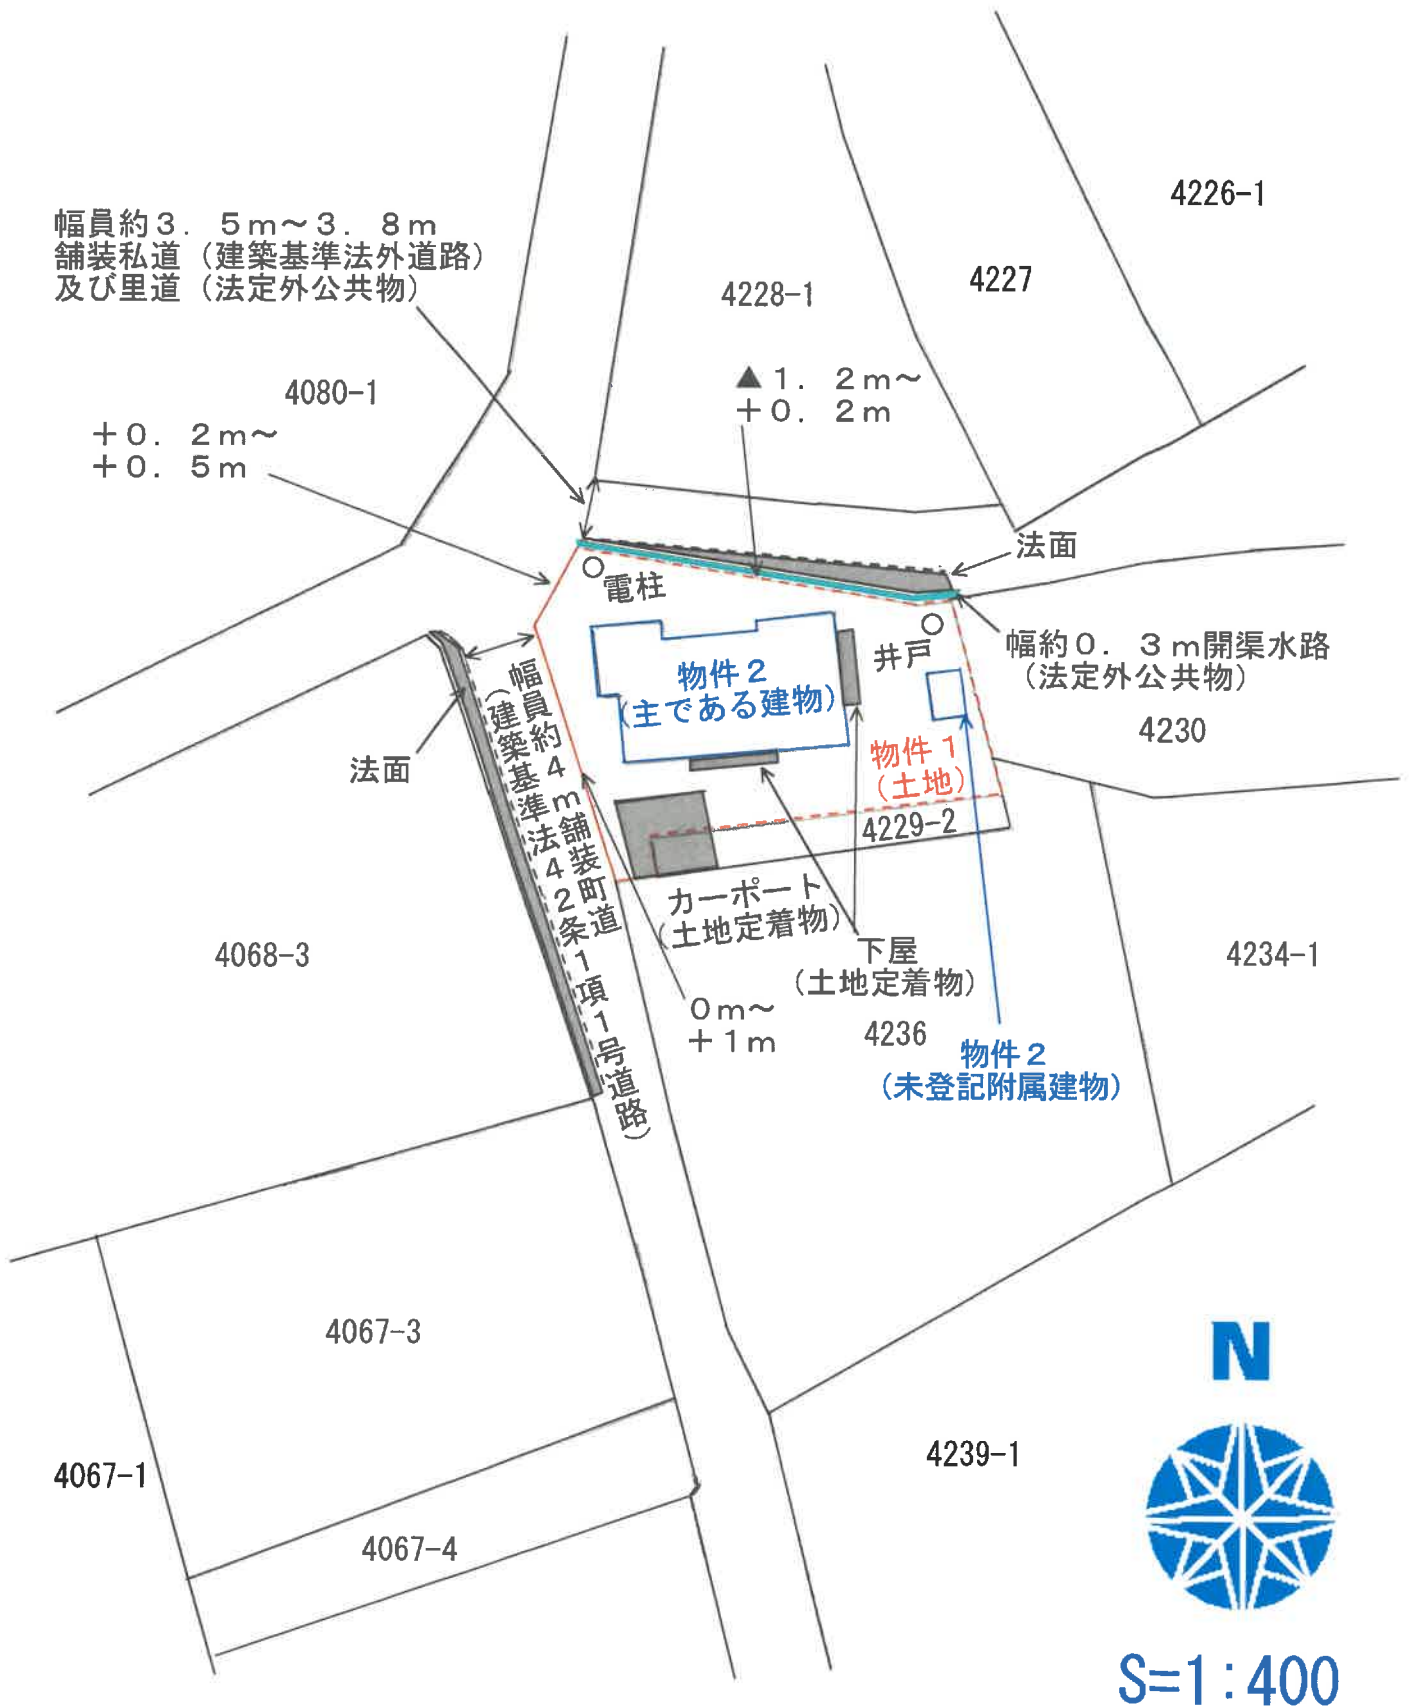 4226-1
幅員約３．５ｍ～３．８ｍ
舗装私道（建築基準法外道路）
及び里道（法定外公共物）
4227
4228-1
4080-1
▲１．２ｍ～
＋０．２ｍ
＋０．２ｍ～
＋０．５ｍ
法面
電柱
井戸
幅約０．３ｍ開渠水路
（法定外公共物）
物件２
（主である建物）
4230
物件１
（土地）
法面
幅員約４ｍ舗装町道
（建築基準法４２条１項１号道路）
4229-2
カーポート
（土地定着物）
下屋
（土地定着物）
4068-3
4234-1
０ｍ～
＋１ｍ
4236
物件２
（未登記附属建物）
4067-3
N
4067-1
4239-1
4067-4
S=1:400